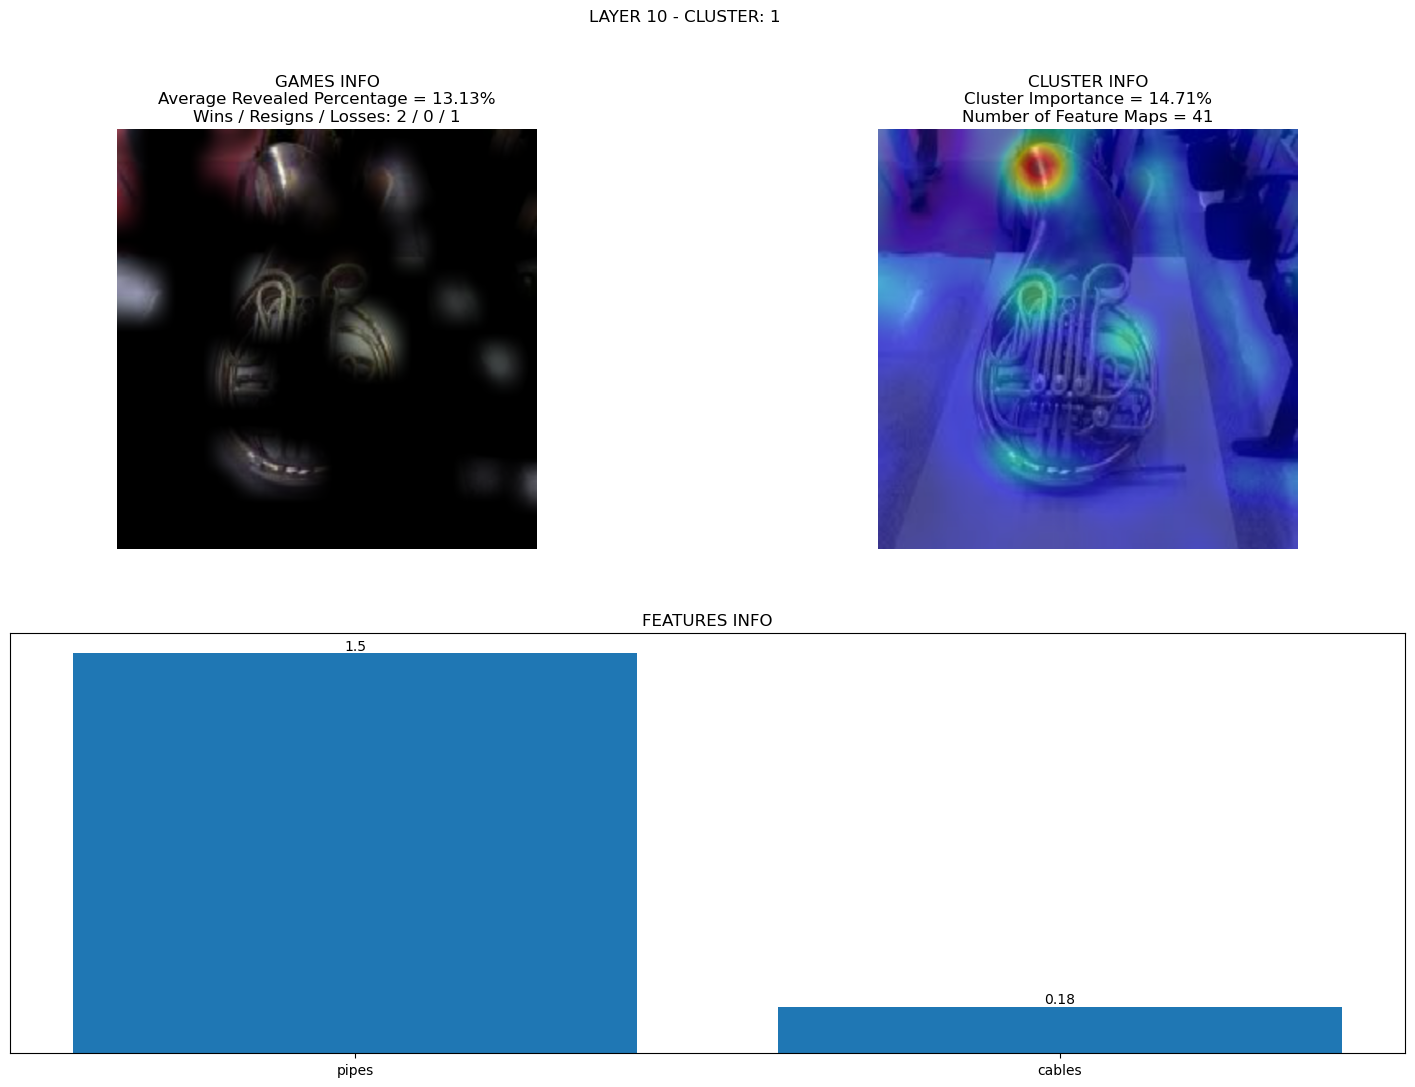 LAYER 10 - CLUSTER: 1
GAMES INFO
Average Revealed Percentage = 13.13%
Wins / Resigns / Losses: 2 / 0 / 1
CLUSTER INFO
Cluster Importance = 14.71%
Number of Feature Maps = 41
FEATURES INFO
1.5
0.18
pipes
cables